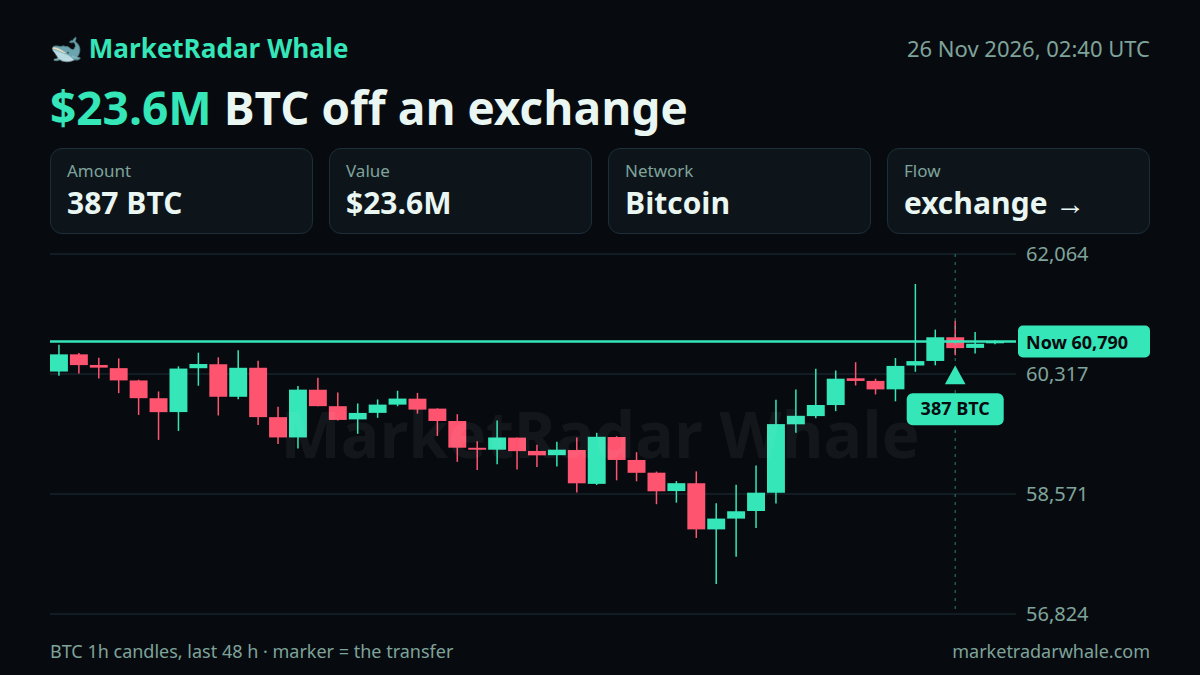 🐋 MarketRadar Whale
26 Nov 2026, 02:40 UTC
$23.6M BTC off an exchange
Amount
387 BTC
Value
$23.6M
Network
Bitcoin
Flow
exchange →
62,064
Now 60,790
60,317
387 BTC
MarketRadar Whale
58,571
56,824
BTC 1h candles, last 48 h · marker = the transfer
marketradarwhale.com